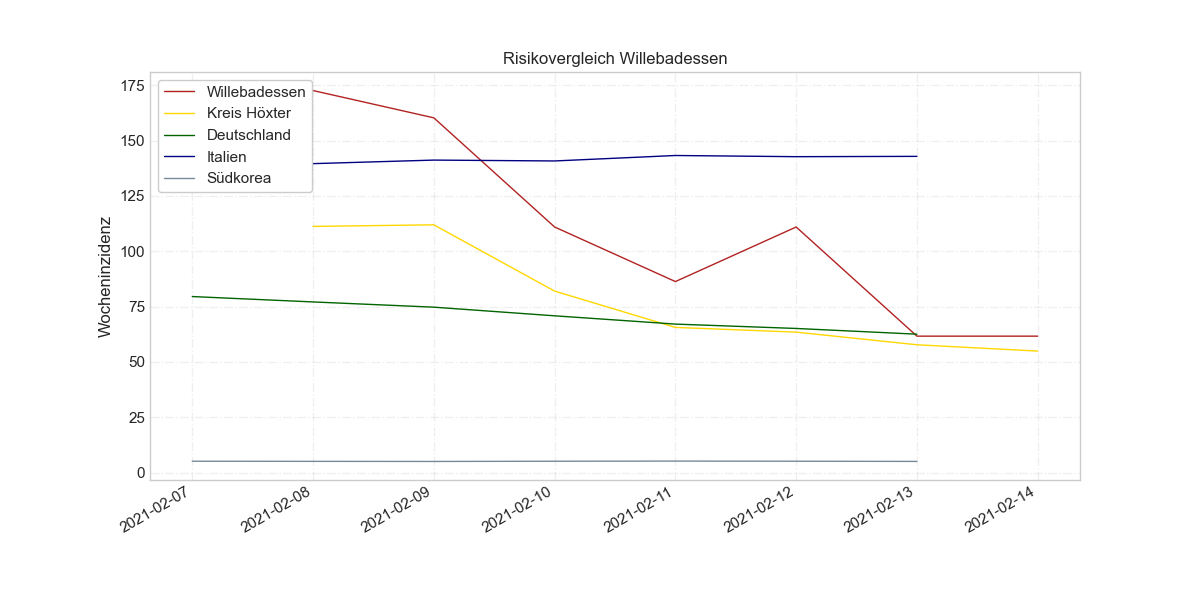 Risikovergleich Willebadessen
Willebadessen
Kreis Höxter
Deutschland
Italien
Südkorea
Wocheninzidenz
175
150
125
100
75
50
25
0
2021-02-07
2021-02-08
2021-02-09
2021-02-10
2021-02-11
2021-02-12
2021-02-13
2021-02-14